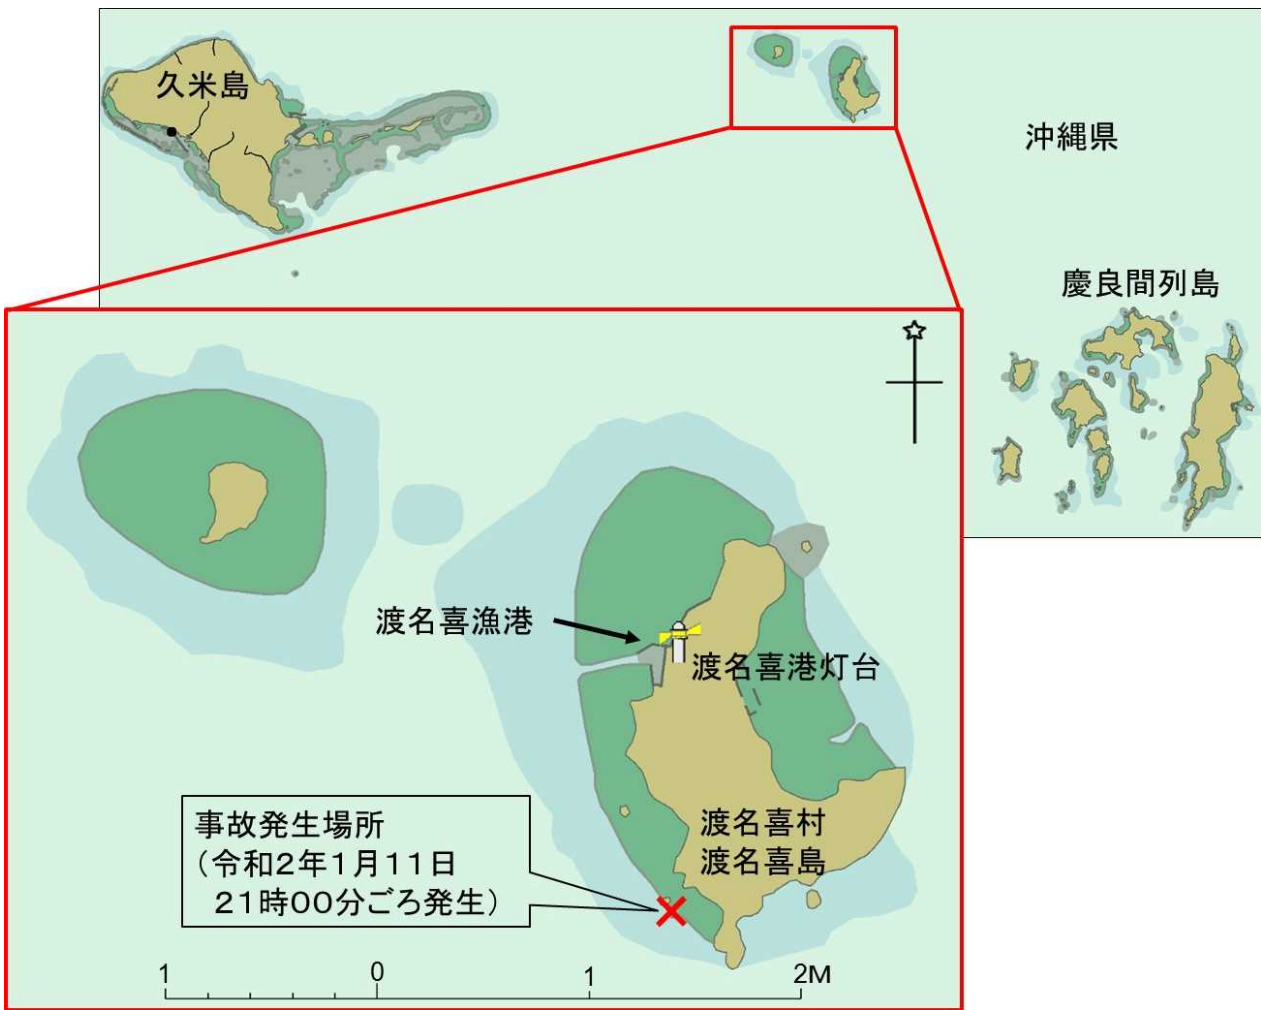 久米島
沖縄県
慶良間列島
渡名喜漁港
渡名喜港灯台
渡名喜村
渡名喜島
事故発生場所
（令和２年１月１１日
２１時００分ごろ発生）
1 0 1 2M